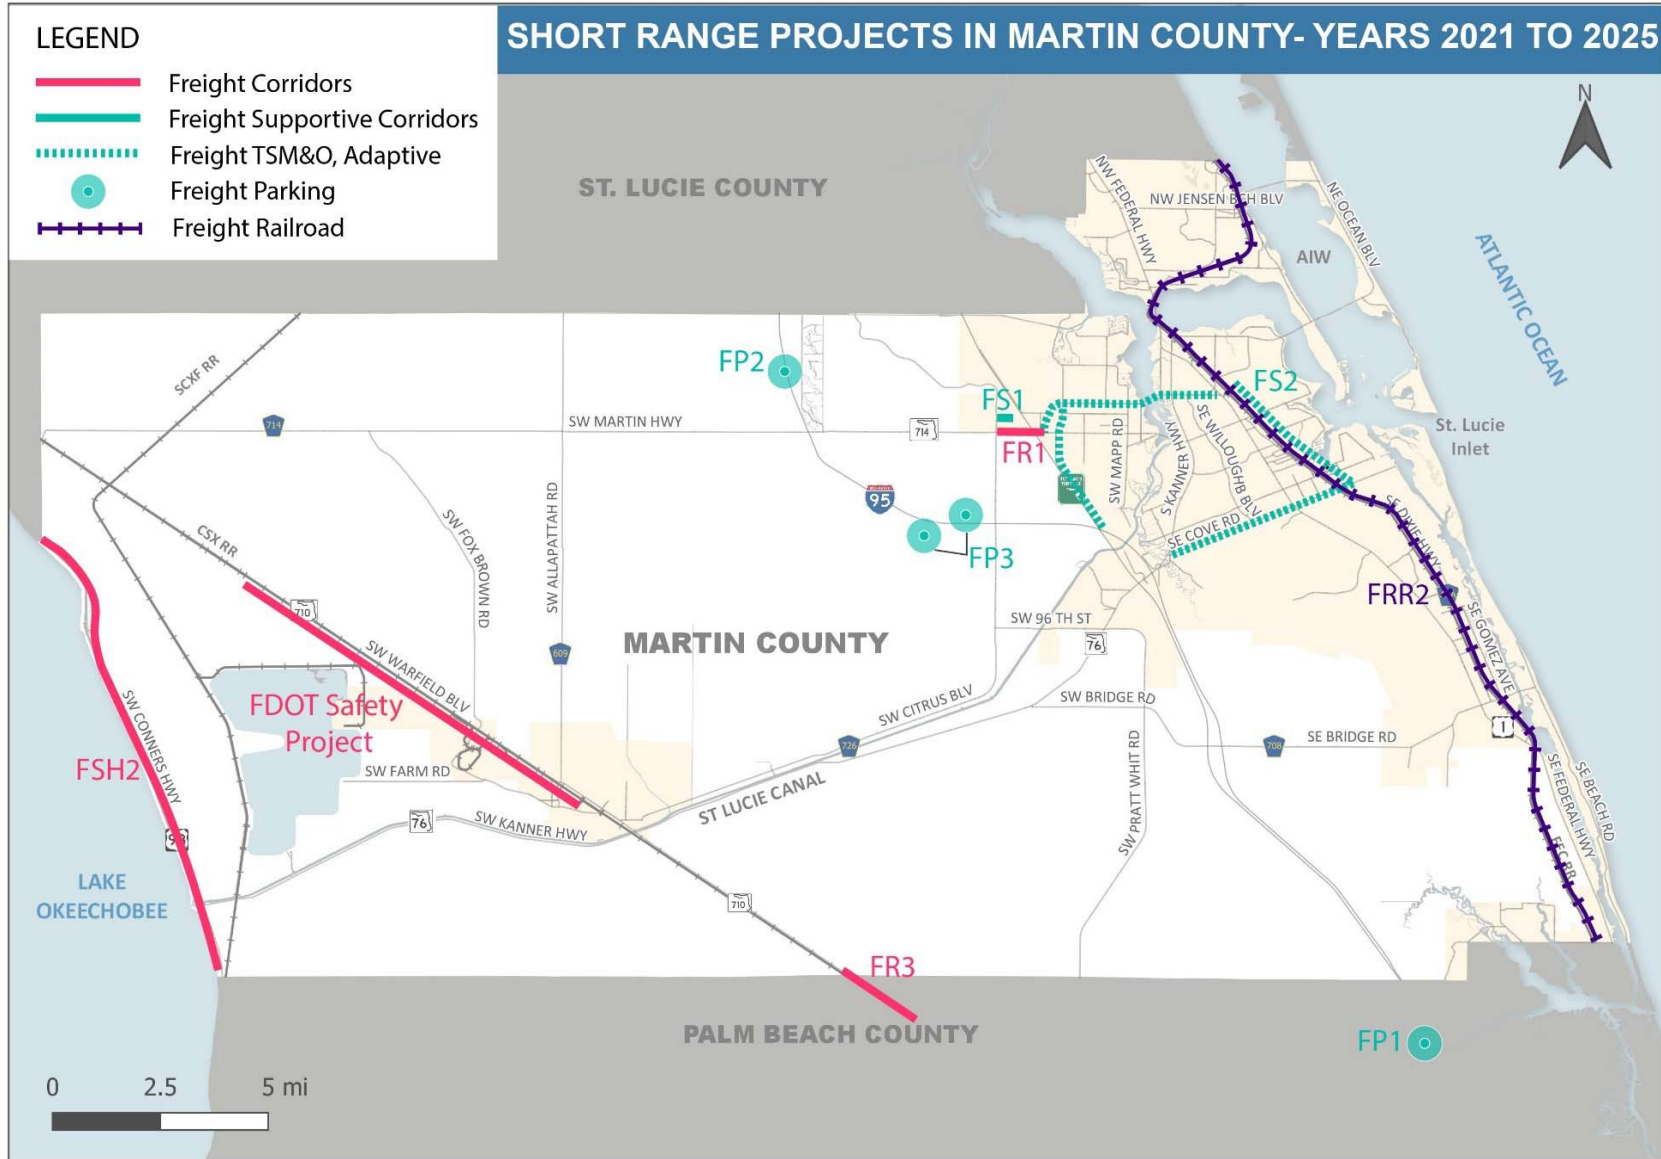 LEGEND
Freight Corridors
Freight Supportive Corridors
Freight TSM&O, Adaptive
Freight Parking
Freight Railroad
SHORT RANGE PROJECTS IN MARTIN COUNTY- YEARS 2021 TO 2025
N
ST. LUCIE COUNTY
NW FEDERAL HWY
NW JENSEN BCH BLV
NE OCEAN BLV
AIW
ATLANTIC OCEAN
SCXF RR
FP2
FS1
FS2
714
SW MARTIN HWY
714
FR1
SW MAPP RD
S KANNER HWY
SE WILLOUGHB BLV
St. Lucie
Inlet
95
FP3
SE COVE RD
SE DIXIE HWY
CSX RR
SW FOX BROWN RD
SW ALLAPATTAH RD
FRR2
710
SW 96 TH ST
76
SE GOMEZ AVE
MARTIN COUNTY
609
SW WARFIELD BLV
FDOT Safety
Project
SW CONNERS HWY
FSH2
SW FARM RD
SW CITRUS BLV
SW BRIDGE RD
726
708
SE BRIDGE RD
1
SW PRATT WHIT RD
SE FEDERAL HWY
SE BEACH RD
ST LUCIE CANAL
76
SW KANNER HWY
FEC RR
LAKE
OKEECHOBEE
710
FR3
PALM BEACH COUNTY
FP1
0 2.5 5 mi